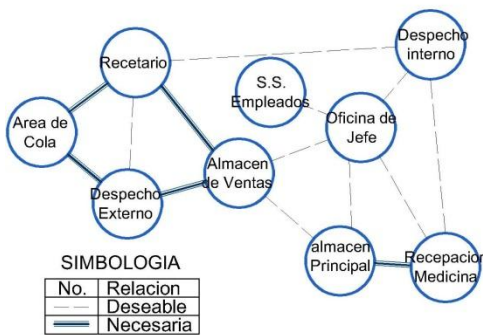 Despecho
interno
Recetario
S.S.
Empleados
Oficina de
Jefe
Area de
Cola
Almacen
de Ventas
Despecho
Externo
almacen
Principal
Recepacion
Medicina
SIMBOLOGIA
No. Relacion
Deseable
Necesaria